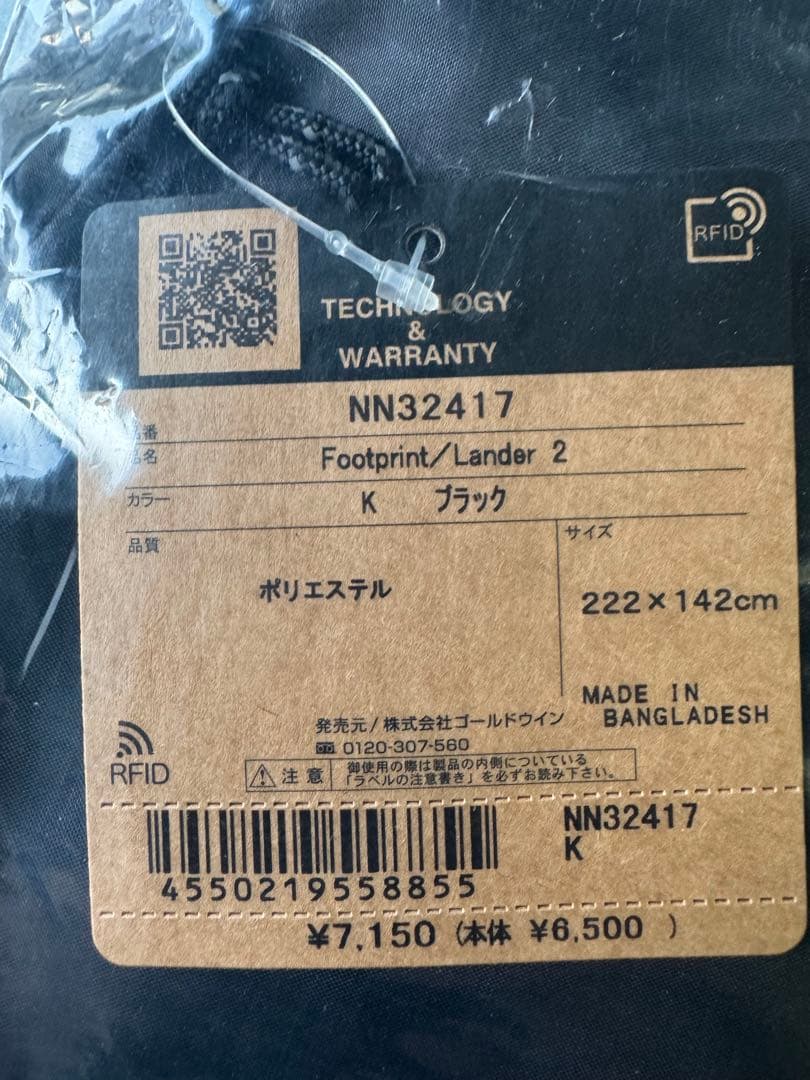 RFID
TECHNOLOGY
&
WARRANTY
NN32417
品番
品名
Footprint/Lander 2
カラー
K ブラック
品質
サイズ
ポリエステル
222×142cm
MADE IN
BANGLADESH
発売元/株式会社ゴールドウイン
☎ 0120-307-560
RFID
⚠ 注意
御使用の際は製品の内側についている
「ラベルの注意書き」を必ずお読み下さい。
NN32417
K
4550219558855
¥7,150 (本体 ¥6,500 )